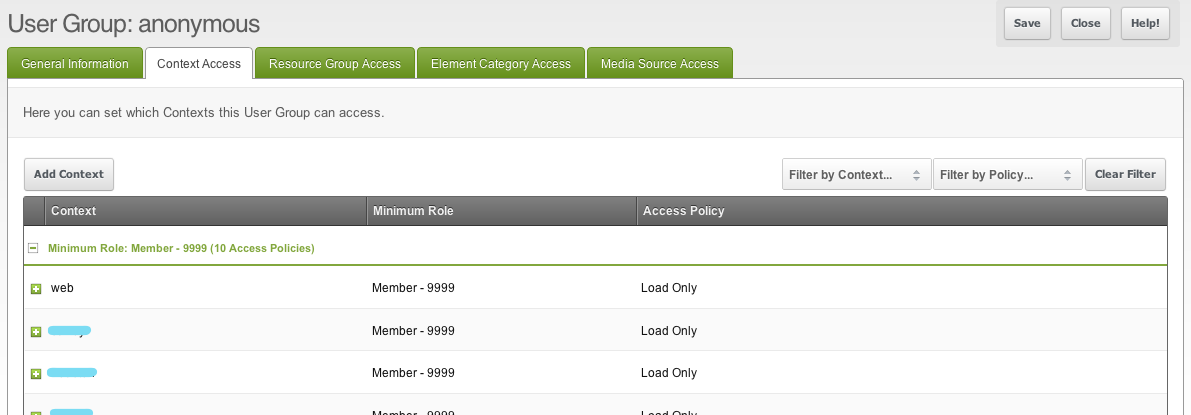 User Group: anonymous
Save Close Help!
General Information Context Access Resource Group Access Element Category Access Media Source Access
Here you can set which Contexts this User Group can access.
Add Context Filter by Context... Filter by Policy... Clear Filter
Context Minimum Role Access Policy
Minimum Role: Member - 9999 (10 Access Policies)
web Member - 9999 Load Only
Member - 9999 Load Only
Member - 9999 Load Only
Member - 9999 Load Only